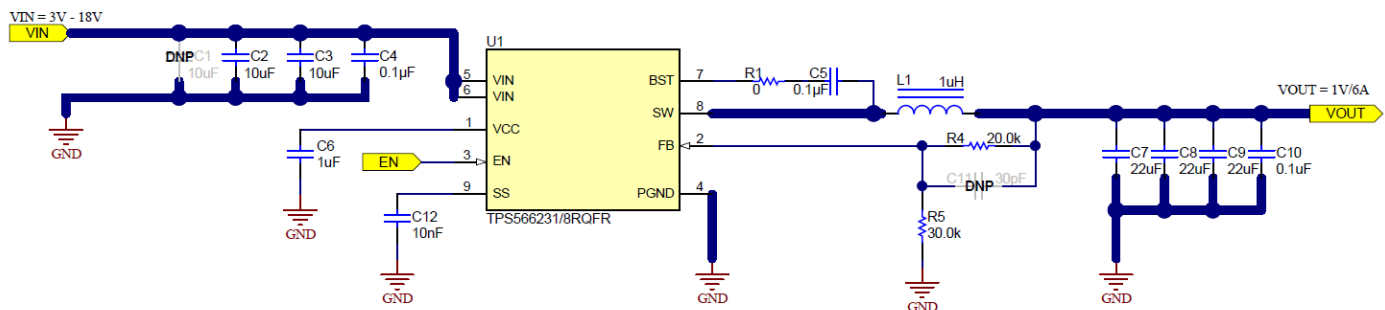 VIN = 3V - 18V
VIN
DNP C1
10uF
C2
10uF
C3
10uF
C4
0.1µF
GND
U1
5 VIN
6 VIN
1 VCC
3 EN
9 SS
BST 7
SW 8
FB 2
PGND 4
TPS566231/8RQFR
C6
1uF
GND
EN
C12
10nF
GND
GND
R1
0
C5
0.1µF
L1
1uH
R4 20.0k
C11 DNP 30pF
R5
30.0k
GND
VOUT = 1V/6A
VOUT
C7
22uF
C8
22uF
C9
22uF
C10
0.1uF
GND